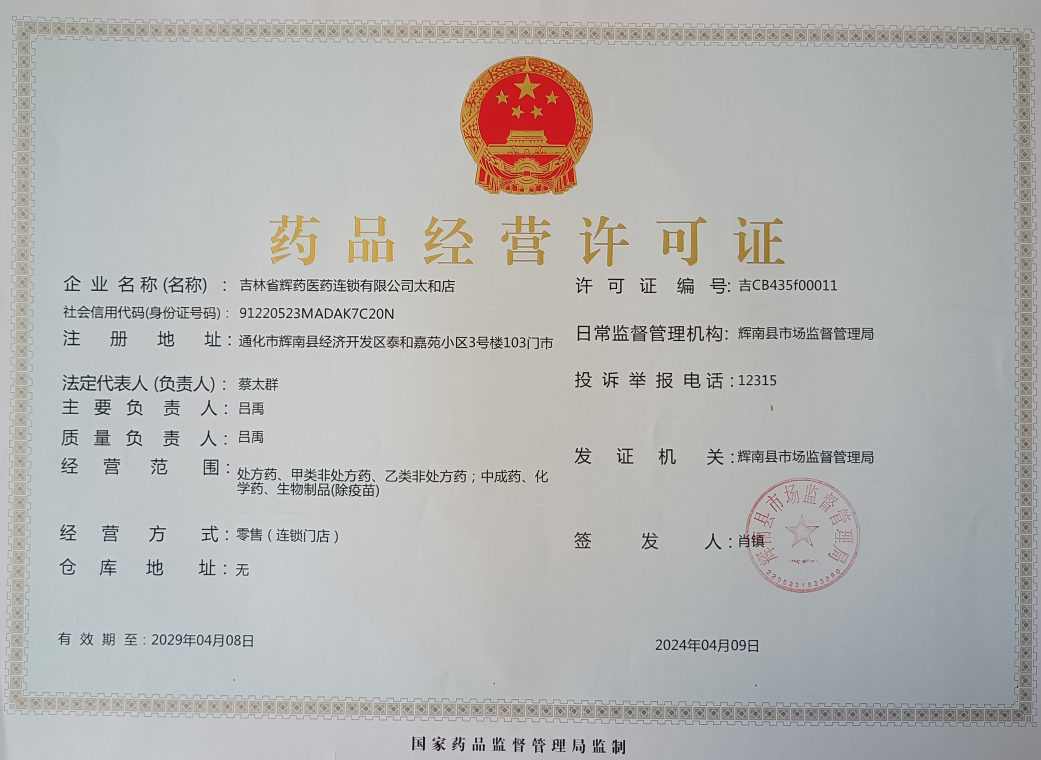 药品经营许可证
企业名称(名称)：吉林省辉药医药连锁有限公司太和店
许可证编号:吉CB435f00011
社会信用代码(身份证号码)：91220523MADAK7C20N
注册地址：通化市辉南县经济开发区泰和嘉苑小区3号楼103门市
日常监督管理机构:辉南县市场监督管理局
法定代表人(负责人)：蔡太群
投诉举报电话:12315
主要负责人：吕禹
质量负责人：吕禹
经营范围：处方药、甲类非处方药、乙类非处方药；中成药、化
学药、生物制品(除疫苗)
发证机关:辉南县市场监督管理局
经营方式：零售（连锁门店）
签发人:肖镇
辉南县市场监督管理局
仓库地址：无
有效期至:2029年04月08日
2024年04月09日
国家药品监督管理局监制